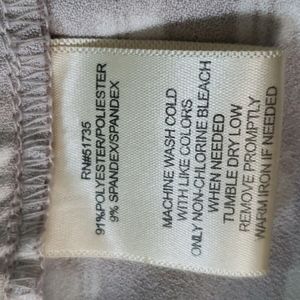 RN#51735
91%POLYESTER/POLIESTER
9% SPANDEX/SPANDEX
MACHINE WASH COLD
WITH LIKE COLORS
ONLY NON-CHLORINE BLEACH
WHEN NEEDED
TUMBLE DRY LOW
REMOVE PROMPTLY
WARM IRON IF NEEDED